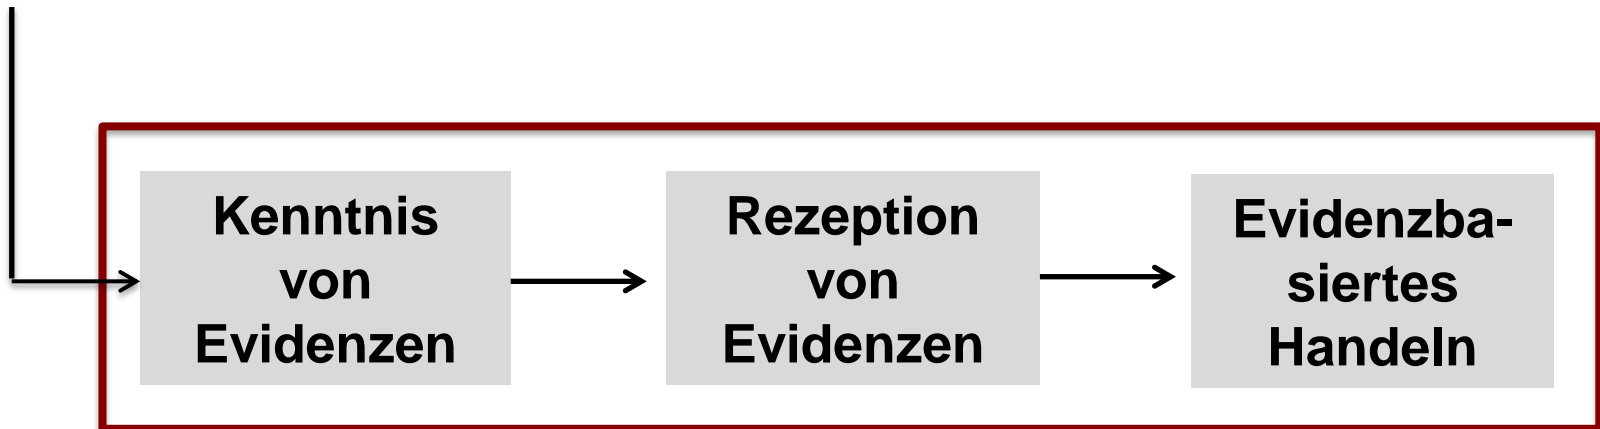 Kenntnis
von
Evidenzen
Rezeption
von
Evidenzen
Evidenzba-
siertes
Handeln